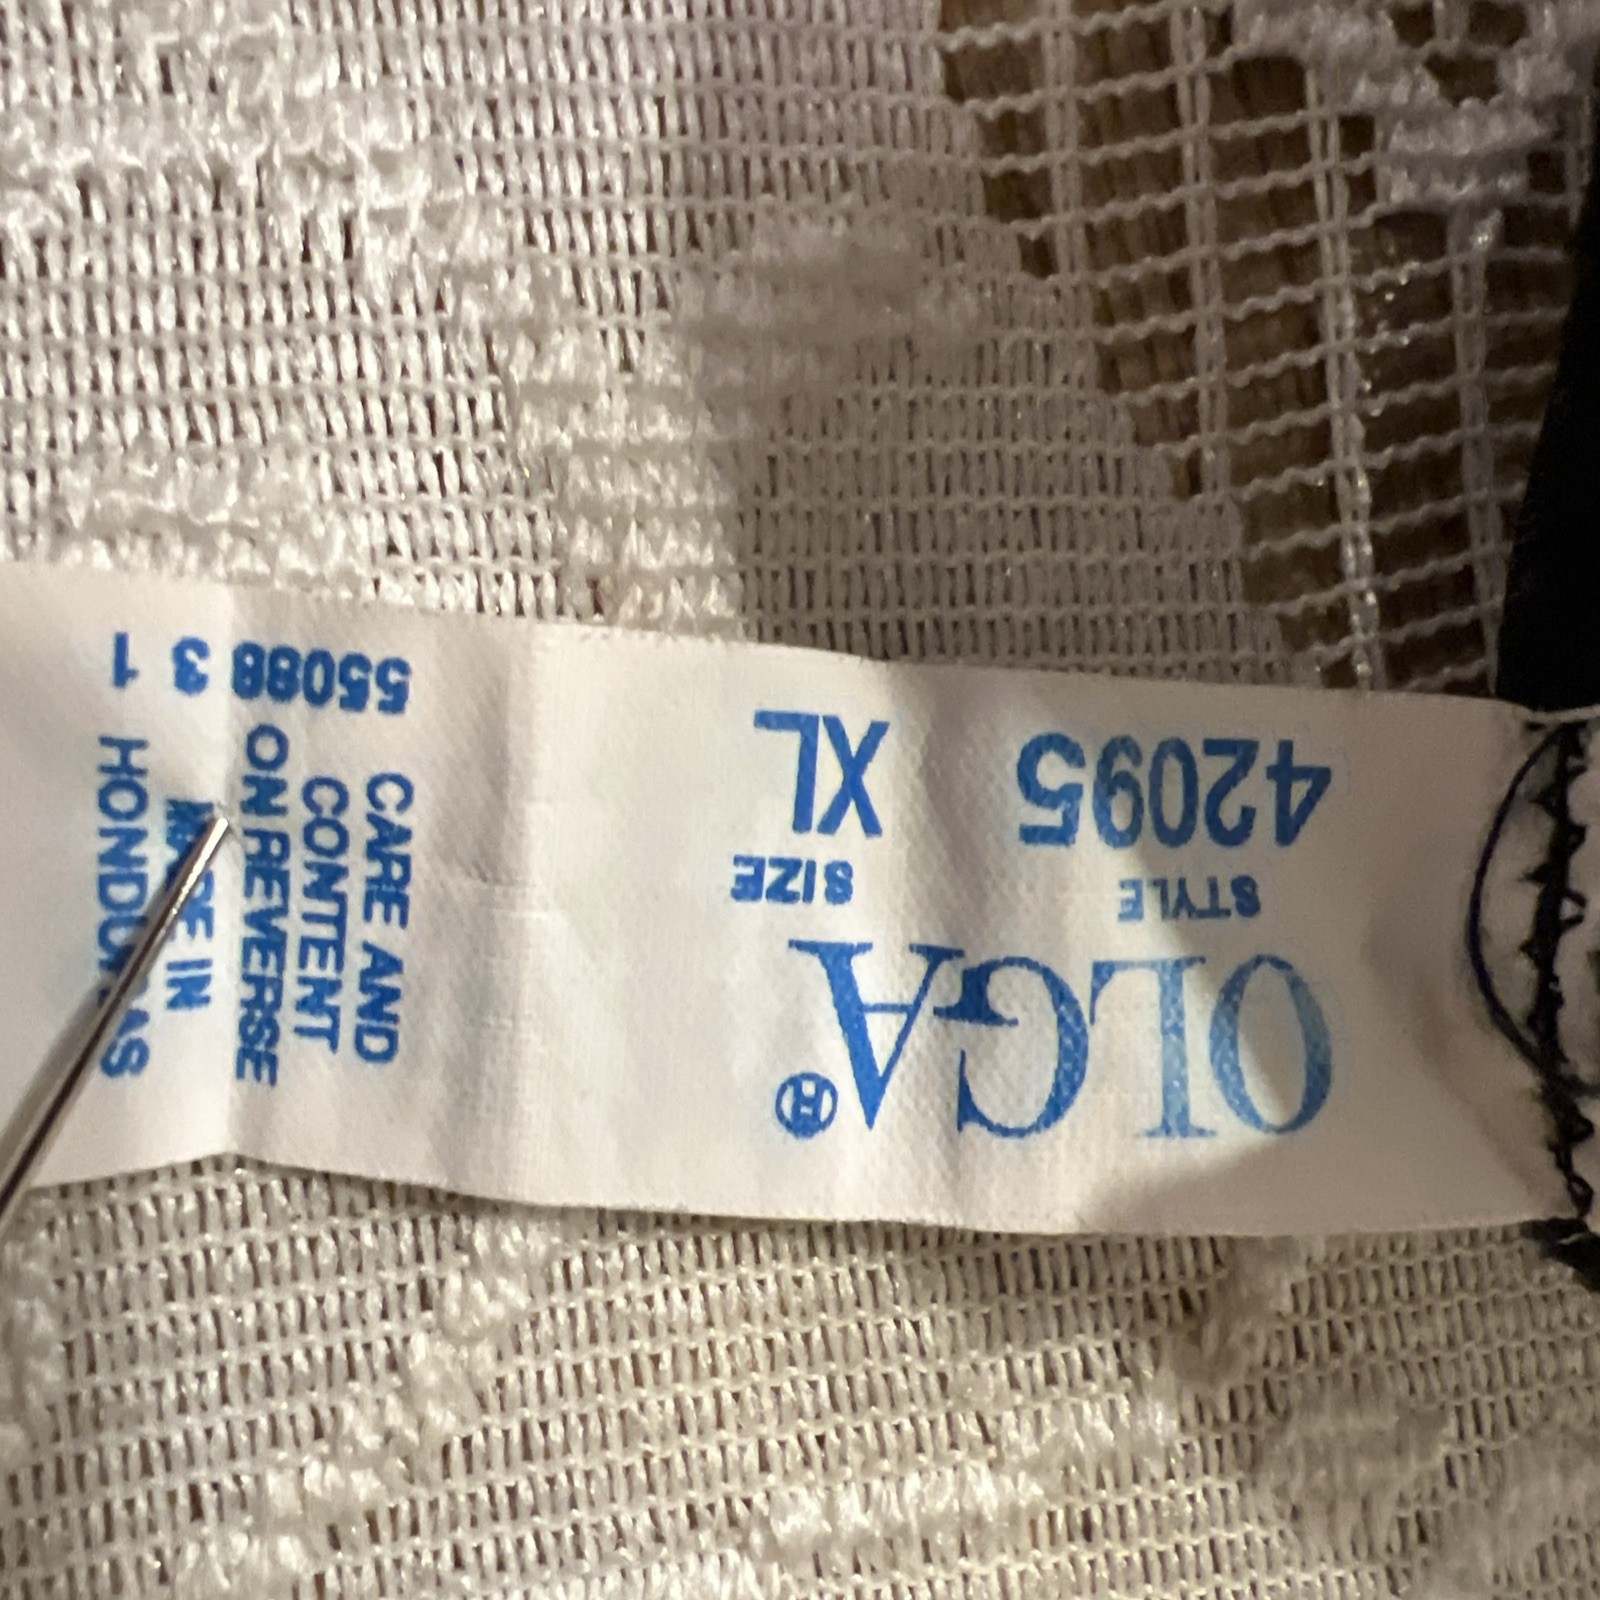 OLGA®
STYLE SIZE
42095 XL
CARE AND
CONTENT
ON REVERSE
MADE IN
HONDURAS
55088 3 1